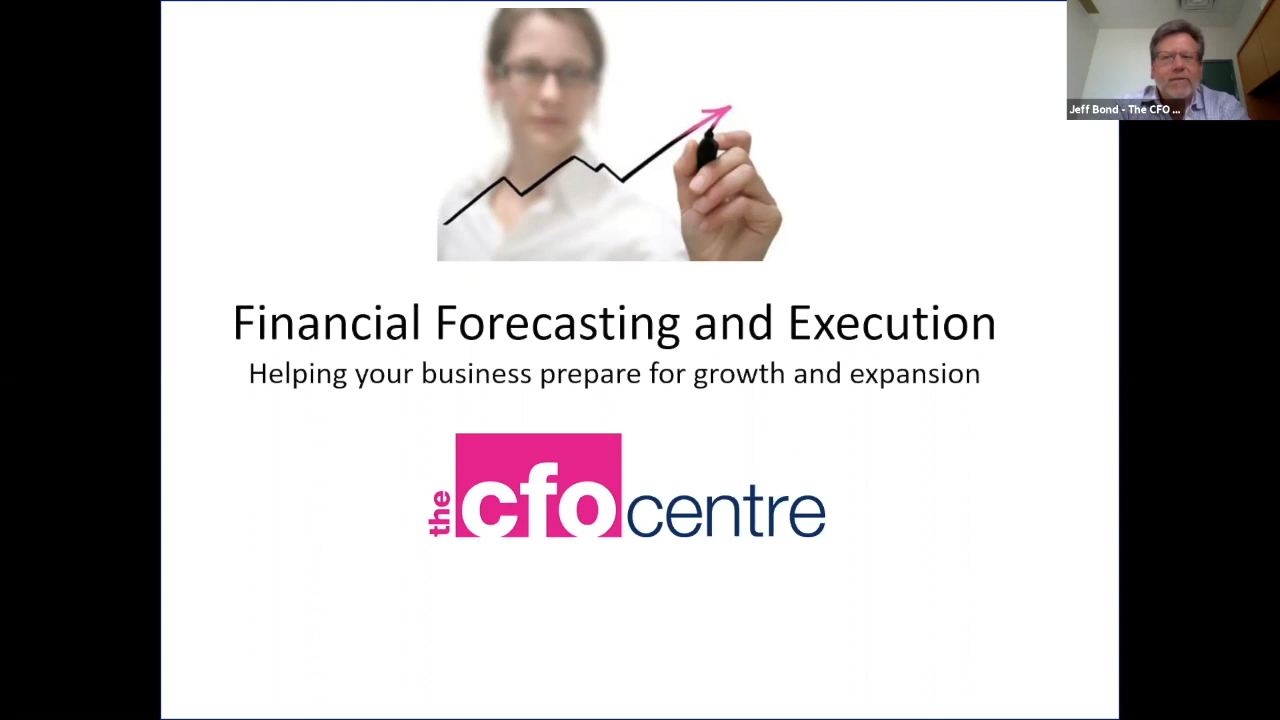 Jeff Bond - The CFO ...
Financial Forecasting and Execution
Helping your business prepare for growth and expansion
the cfo centre